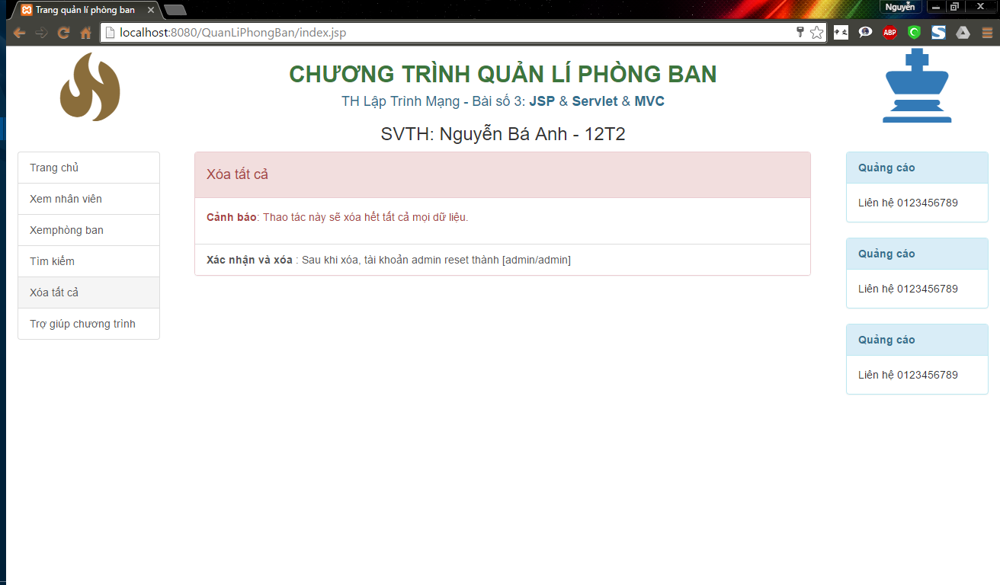 Trang quản lí phòng ban
Nguyễn
localhost:8080/QuanLiPhongBan/index.jsp
ABP
CHƯƠNG TRÌNH QUẢN LÍ PHÒNG BAN
TH Lập Trình Mạng - Bài số 3: JSP & Servlet & MVC
SVTH: Nguyễn Bá Anh - 12T2
Trang chủ
Xem nhân viên
Xemphòng ban
Tìm kiếm
Xóa tất cả
Trợ giúp chương trình
Xóa tất cả
Cảnh báo: Thao tác này sẽ xóa hết tất cả mọi dữ liệu.
Xác nhận và xóa : Sau khi xóa, tài khoản admin reset thành [admin/admin]
Quảng cáo
Liên hệ 0123456789
Quảng cáo
Liên hệ 0123456789
Quảng cáo
Liên hệ 0123456789